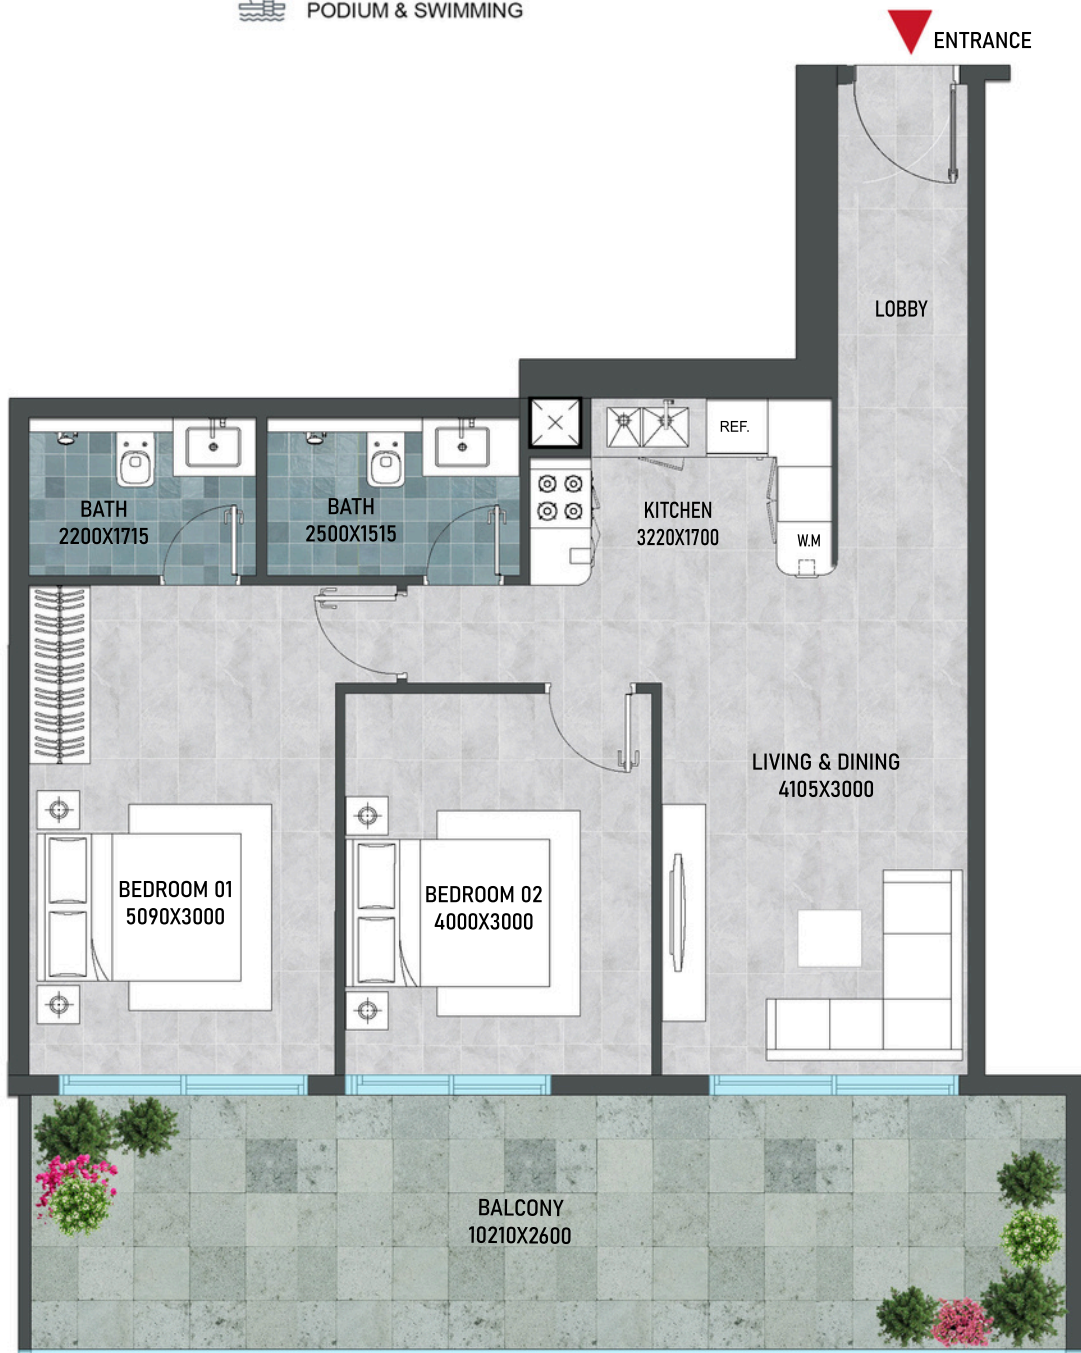 PODIUM & SWIMMING
ENTRANCE
LOBBY
REF.
BATH
2200X1715
BATH
2500X1515
KITCHEN
3220X1700
W.M
LIVING & DINING
4105X3000
BEDROOM 01
5090X3000
BEDROOM 02
4000X3000
BALCONY
10210X2600